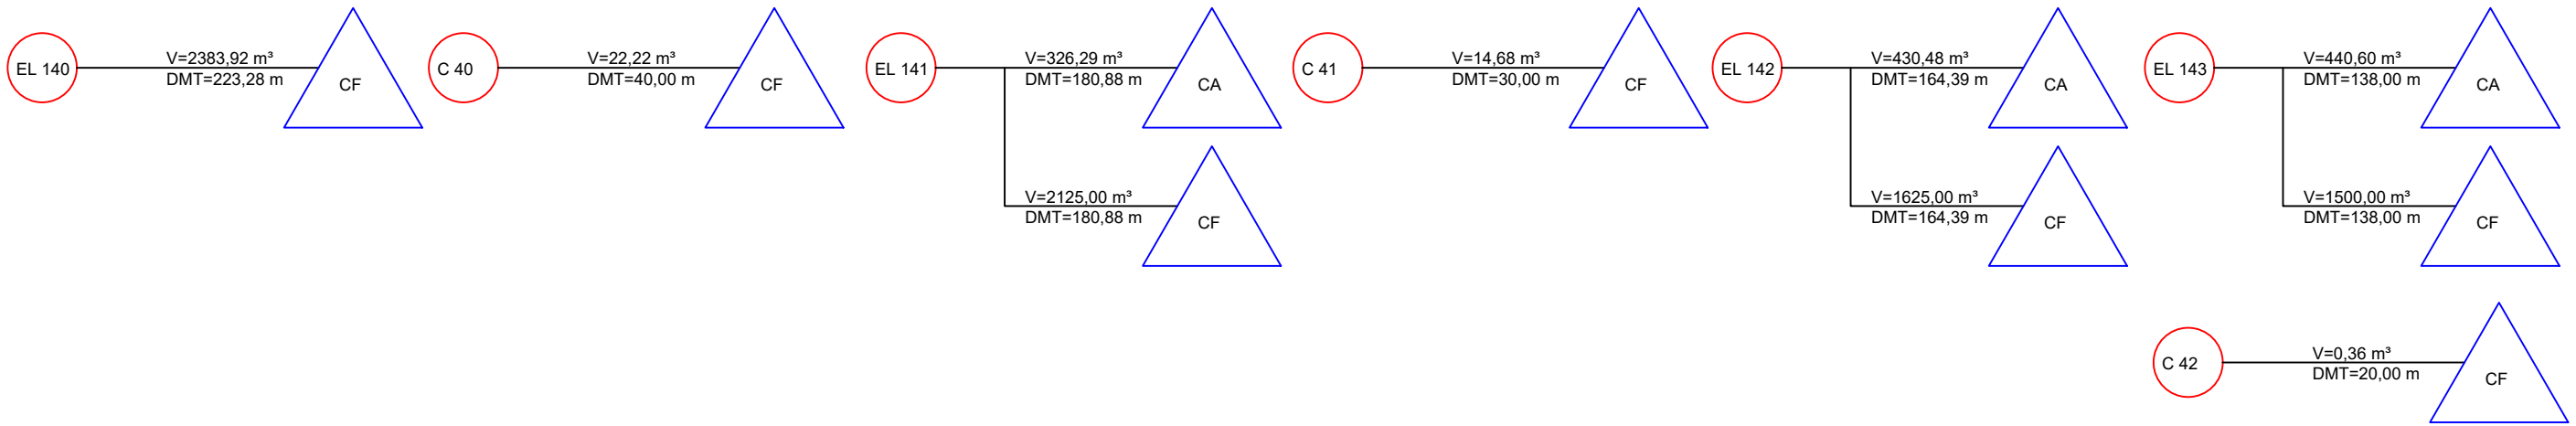 EL 140
V=2383,92 m³
DMT=223,28 m
CF
C 40
V=22,22 m³
DMT=40,00 m
CF
EL 141
V=326,29 m³
DMT=180,88 m
CA
V=2125,00 m³
DMT=180,88 m
CF
C 41
V=14,68 m³
DMT=30,00 m
CF
EL 142
V=430,48 m³
DMT=164,39 m
CA
V=1625,00 m³
DMT=164,39 m
CF
EL 143
V=440,60 m³
DMT=138,00 m
CA
V=1500,00 m³
DMT=138,00 m
CF
C 42
V=0,36 m³
DMT=20,00 m
CF